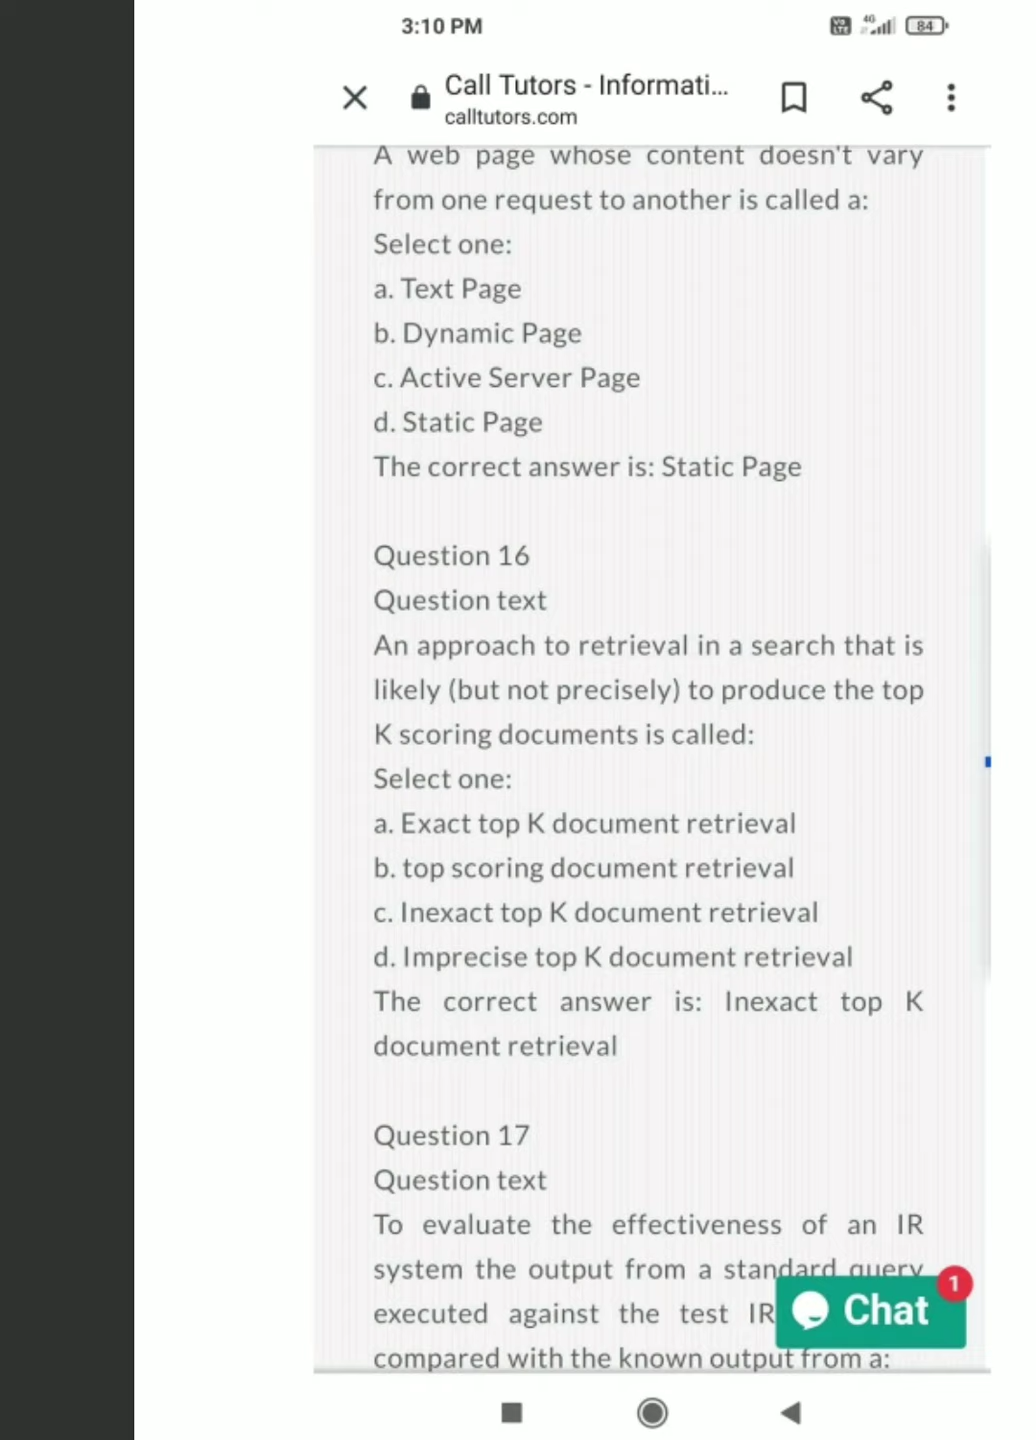 3:10 PM
4G
84
Call Tutors - Informati...
calltutors.com
A web page whose content doesn't vary
from one request to another is called a:
Select one:
a. Text Page
b. Dynamic Page
c. Active Server Page
d. Static Page
The correct answer is: Static Page
Question 16
Question text
An approach to retrieval in a search that is
likely (but not precisely) to produce the top
K scoring documents is called:
Select one:
a. Exact top K document retrieval
b. top scoring document retrieval
c. Inexact top K document retrieval
d. Imprecise top K document retrieval
The correct answer is: Inexact top K
document retrieval
Question 17
Question text
To evaluate the effectiveness of an IR
system the output from a standard query
executed against the test IR
compared with the known output from a:
Chat
1